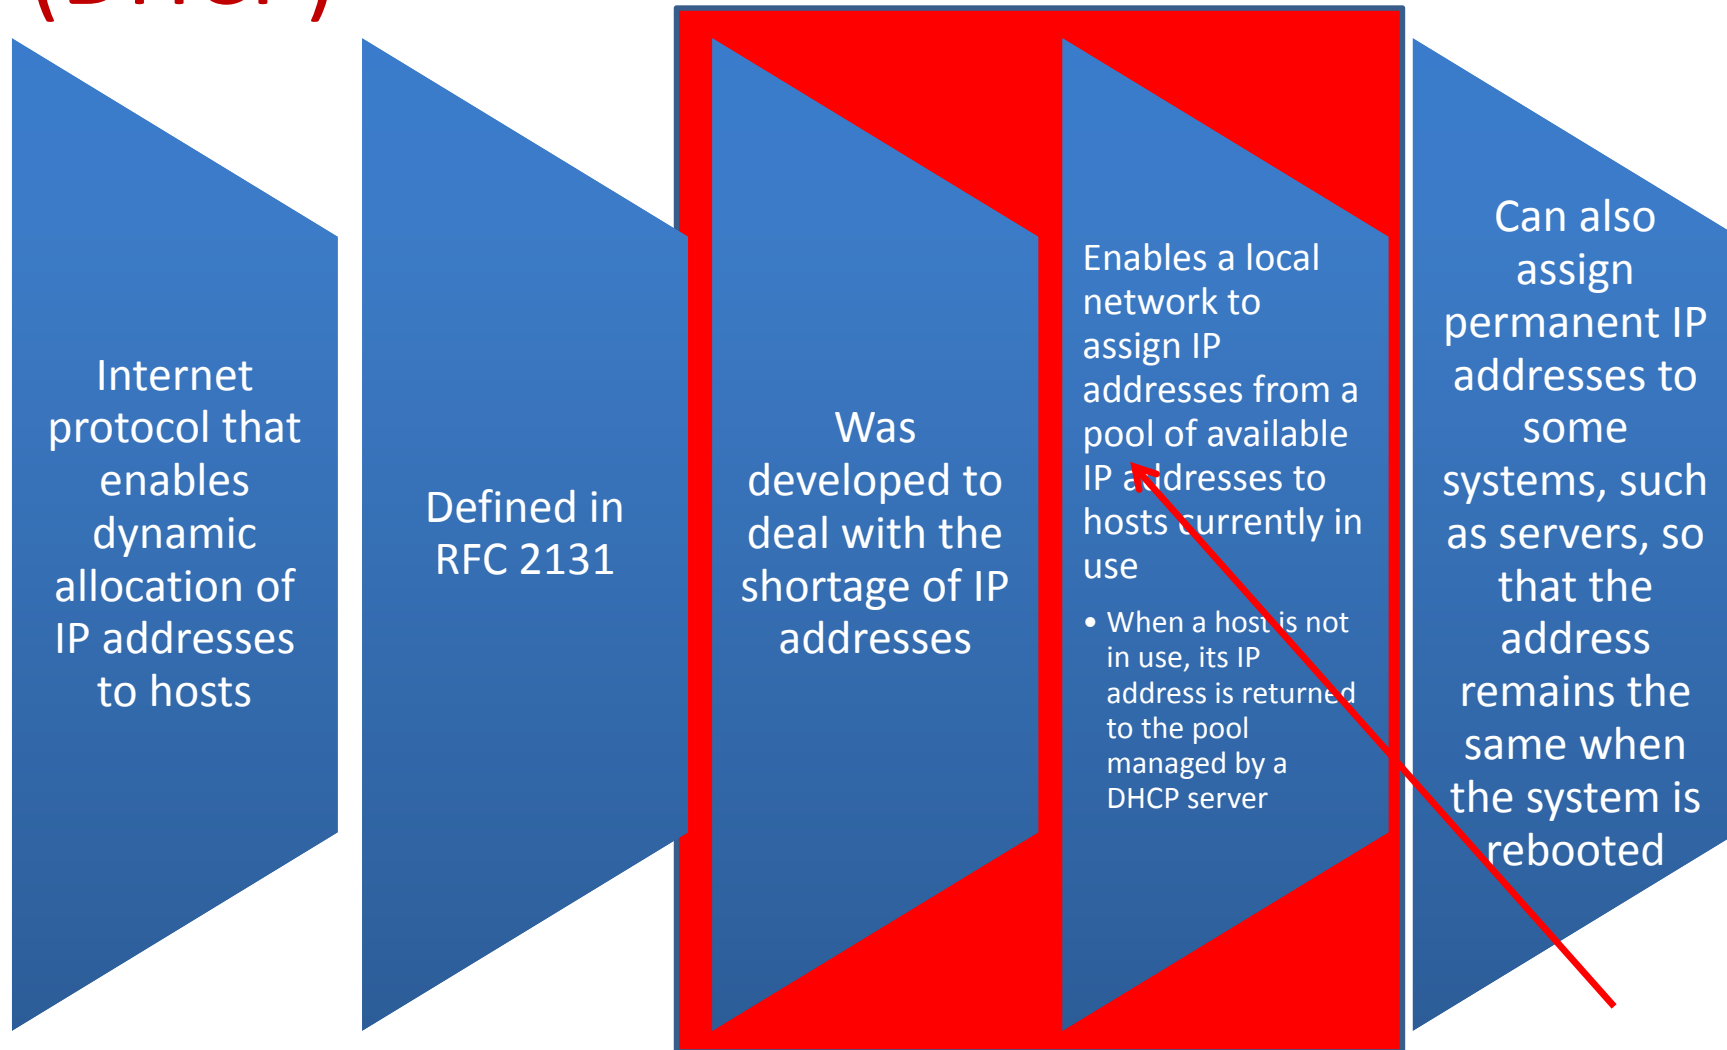 (DHCP)
Internet
protocol that
enables
dynamic
allocation of
IP addresses
to hosts
Defined in
RFC 2131
Was
developed to
deal with the
shortage of IP
addresses
Enables a local
network to
assign IP
addresses from a
pool of available
IP addresses to
hosts currently in
use
• When a host is not
in use, its IP
address is returned
to the pool
managed by a
DHCP server
Can also
assign
permanent IP
addresses to
some
systems, such
as servers, so
that the
address
remains the
same when
the system is
rebooted